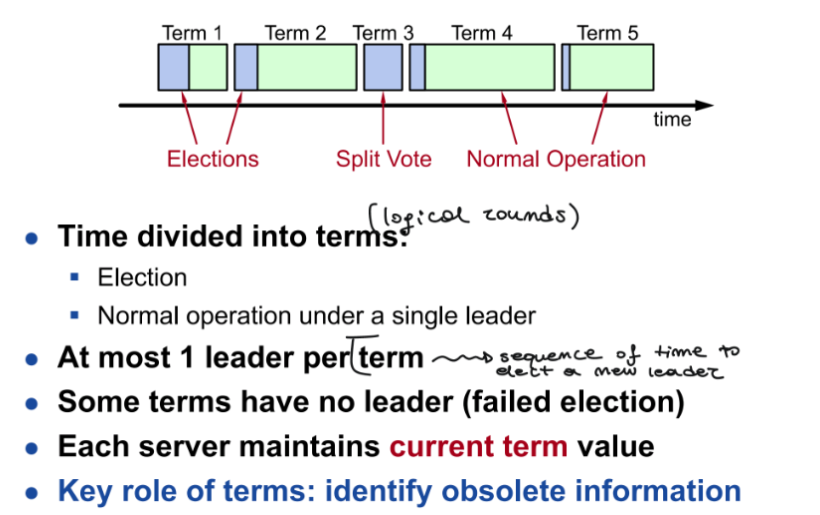 Term 1 Term 2 Term 3 Term 4 Term 5
time
Elections Split Vote Normal Operation
(logical rounds)
• Time divided into terms:
▪ Election
▪ Normal operation under a single leader
• At most 1 leader per term sequence of time to
elect a new leader
• Some terms have no leader (failed election)
• Each server maintains current term value
• Key role of terms: identify obsolete information